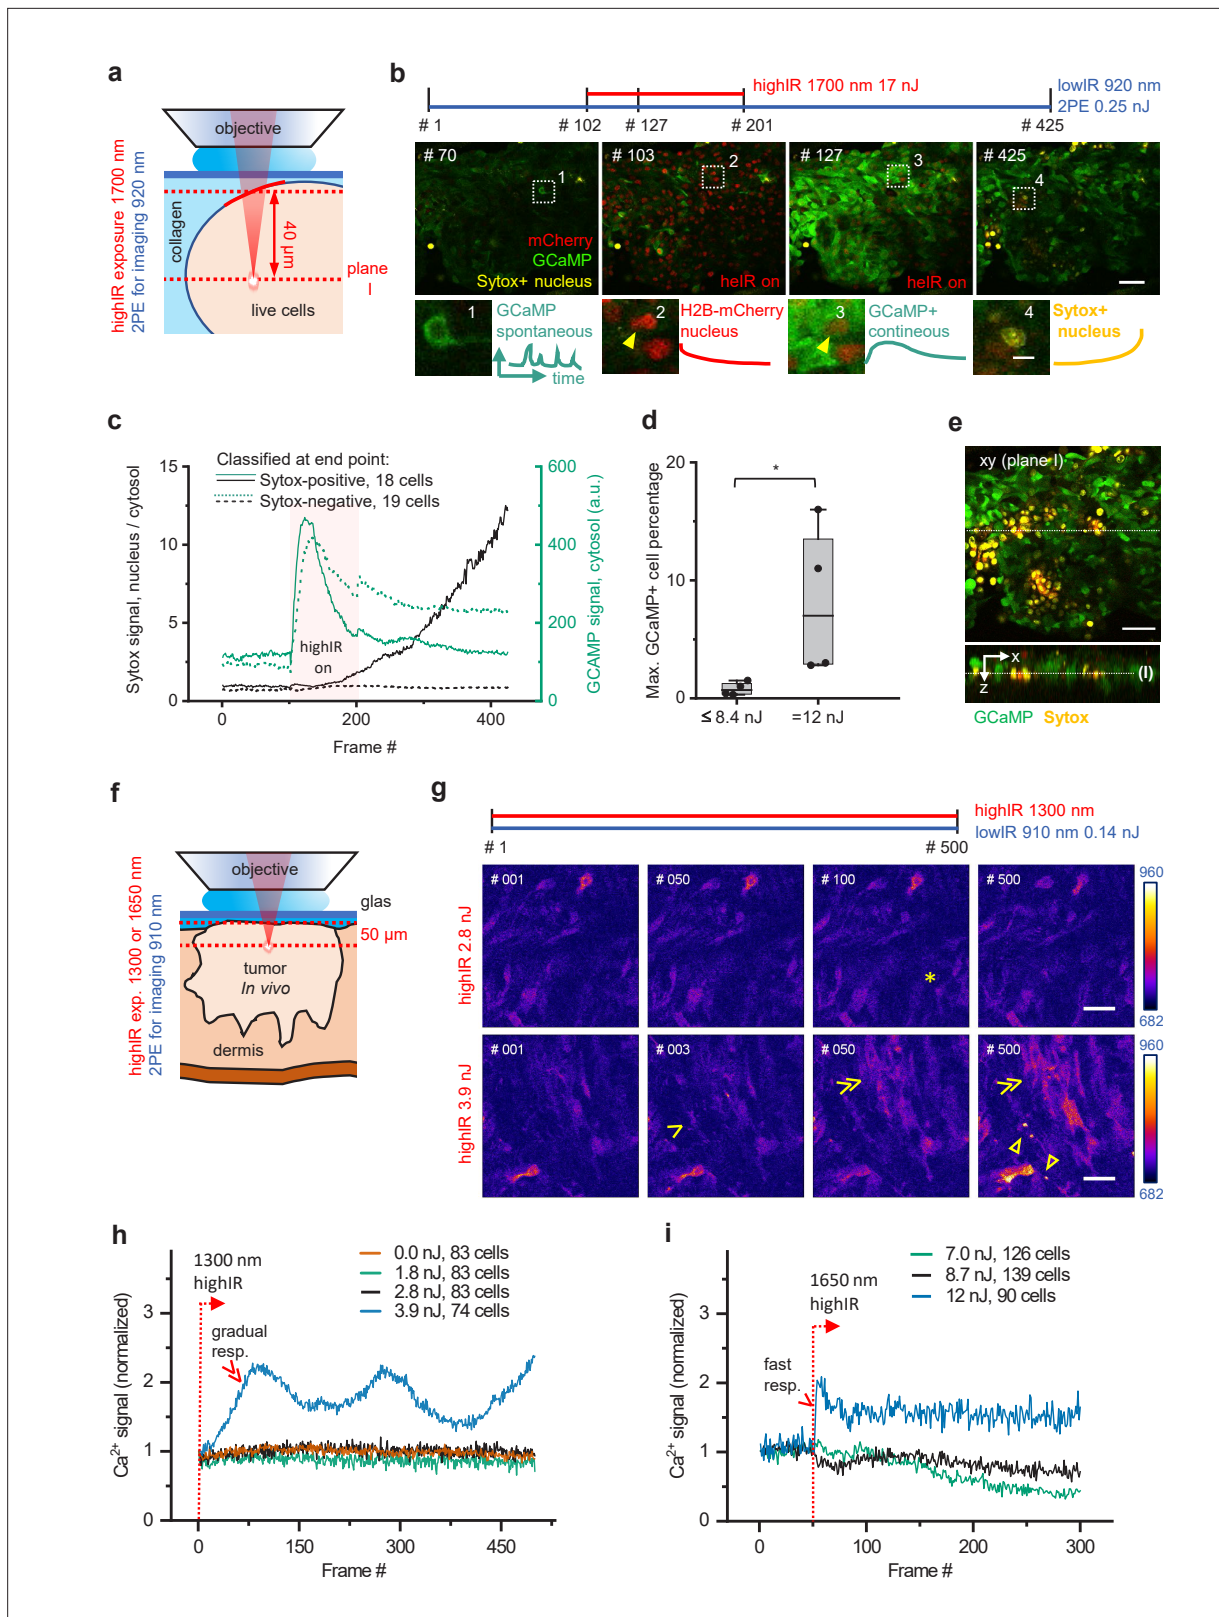 a
objective
highIR exposure 1700 nm
2PE for imaging 920 nm
collagen
40 µm
plane
I
live cells
b
highIR 1700 nm 17 nJ
lowIR 920 nm
2PE 0.25 nJ
# 1
# 102
# 127
# 201
# 425
# 70
1
mCherry
GCaMP
Sytox+ nucleus
# 103
2
heIR on
# 127
3
heIR on
# 425
4
1
GCaMP
spontaneous
time
2
H2B-mCherry
nucleus
3
GCaMP+
contineous
4
Sytox+
nucleus
c
Classified at end point:
Sytox-positive, 18 cells
Sytox-negative, 19 cells
Sytox signal, nucleus / cytosol
15
10
5
0
highIR
on
600
400
200
0
GCAMP signal, cytosol (a.u.)
0
200
400
Frame #
d
Max. GCaMP+ cell percentage
20
10
0
*
≤ 8.4 nJ
=12 nJ
e
xy (plane I)
x
z
(I)
GCaMP
Sytox
f
objective
highIR exp. 1300 or 1650 nm
2PE for imaging 910 nm
glas
50 µm
tumor
In vivo
dermis
g
highIR 1300 nm
lowIR 910 nm 0.14 nJ
# 1
# 500
highIR 2.8 nJ
# 001
# 050
# 100
*
# 500
960
682
highIR 3.9 nJ
# 001
# 003
# 050
# 500
960
682
h
1300 nm
highIR
0.0 nJ, 83 cells
1.8 nJ, 83 cells
2.8 nJ, 83 cells
3.9 nJ, 74 cells
gradual
resp.
Ca2+ signal (normalized)
3
2
1
0
0
150
300
450
Frame #
i
7.0 nJ, 126 cells
8.7 nJ, 139 cells
12 nJ, 90 cells
1650 nm
highIR
fast
resp.
Ca2+ signal (normalized)
3
2
1
0
0
100
200
300
Frame #